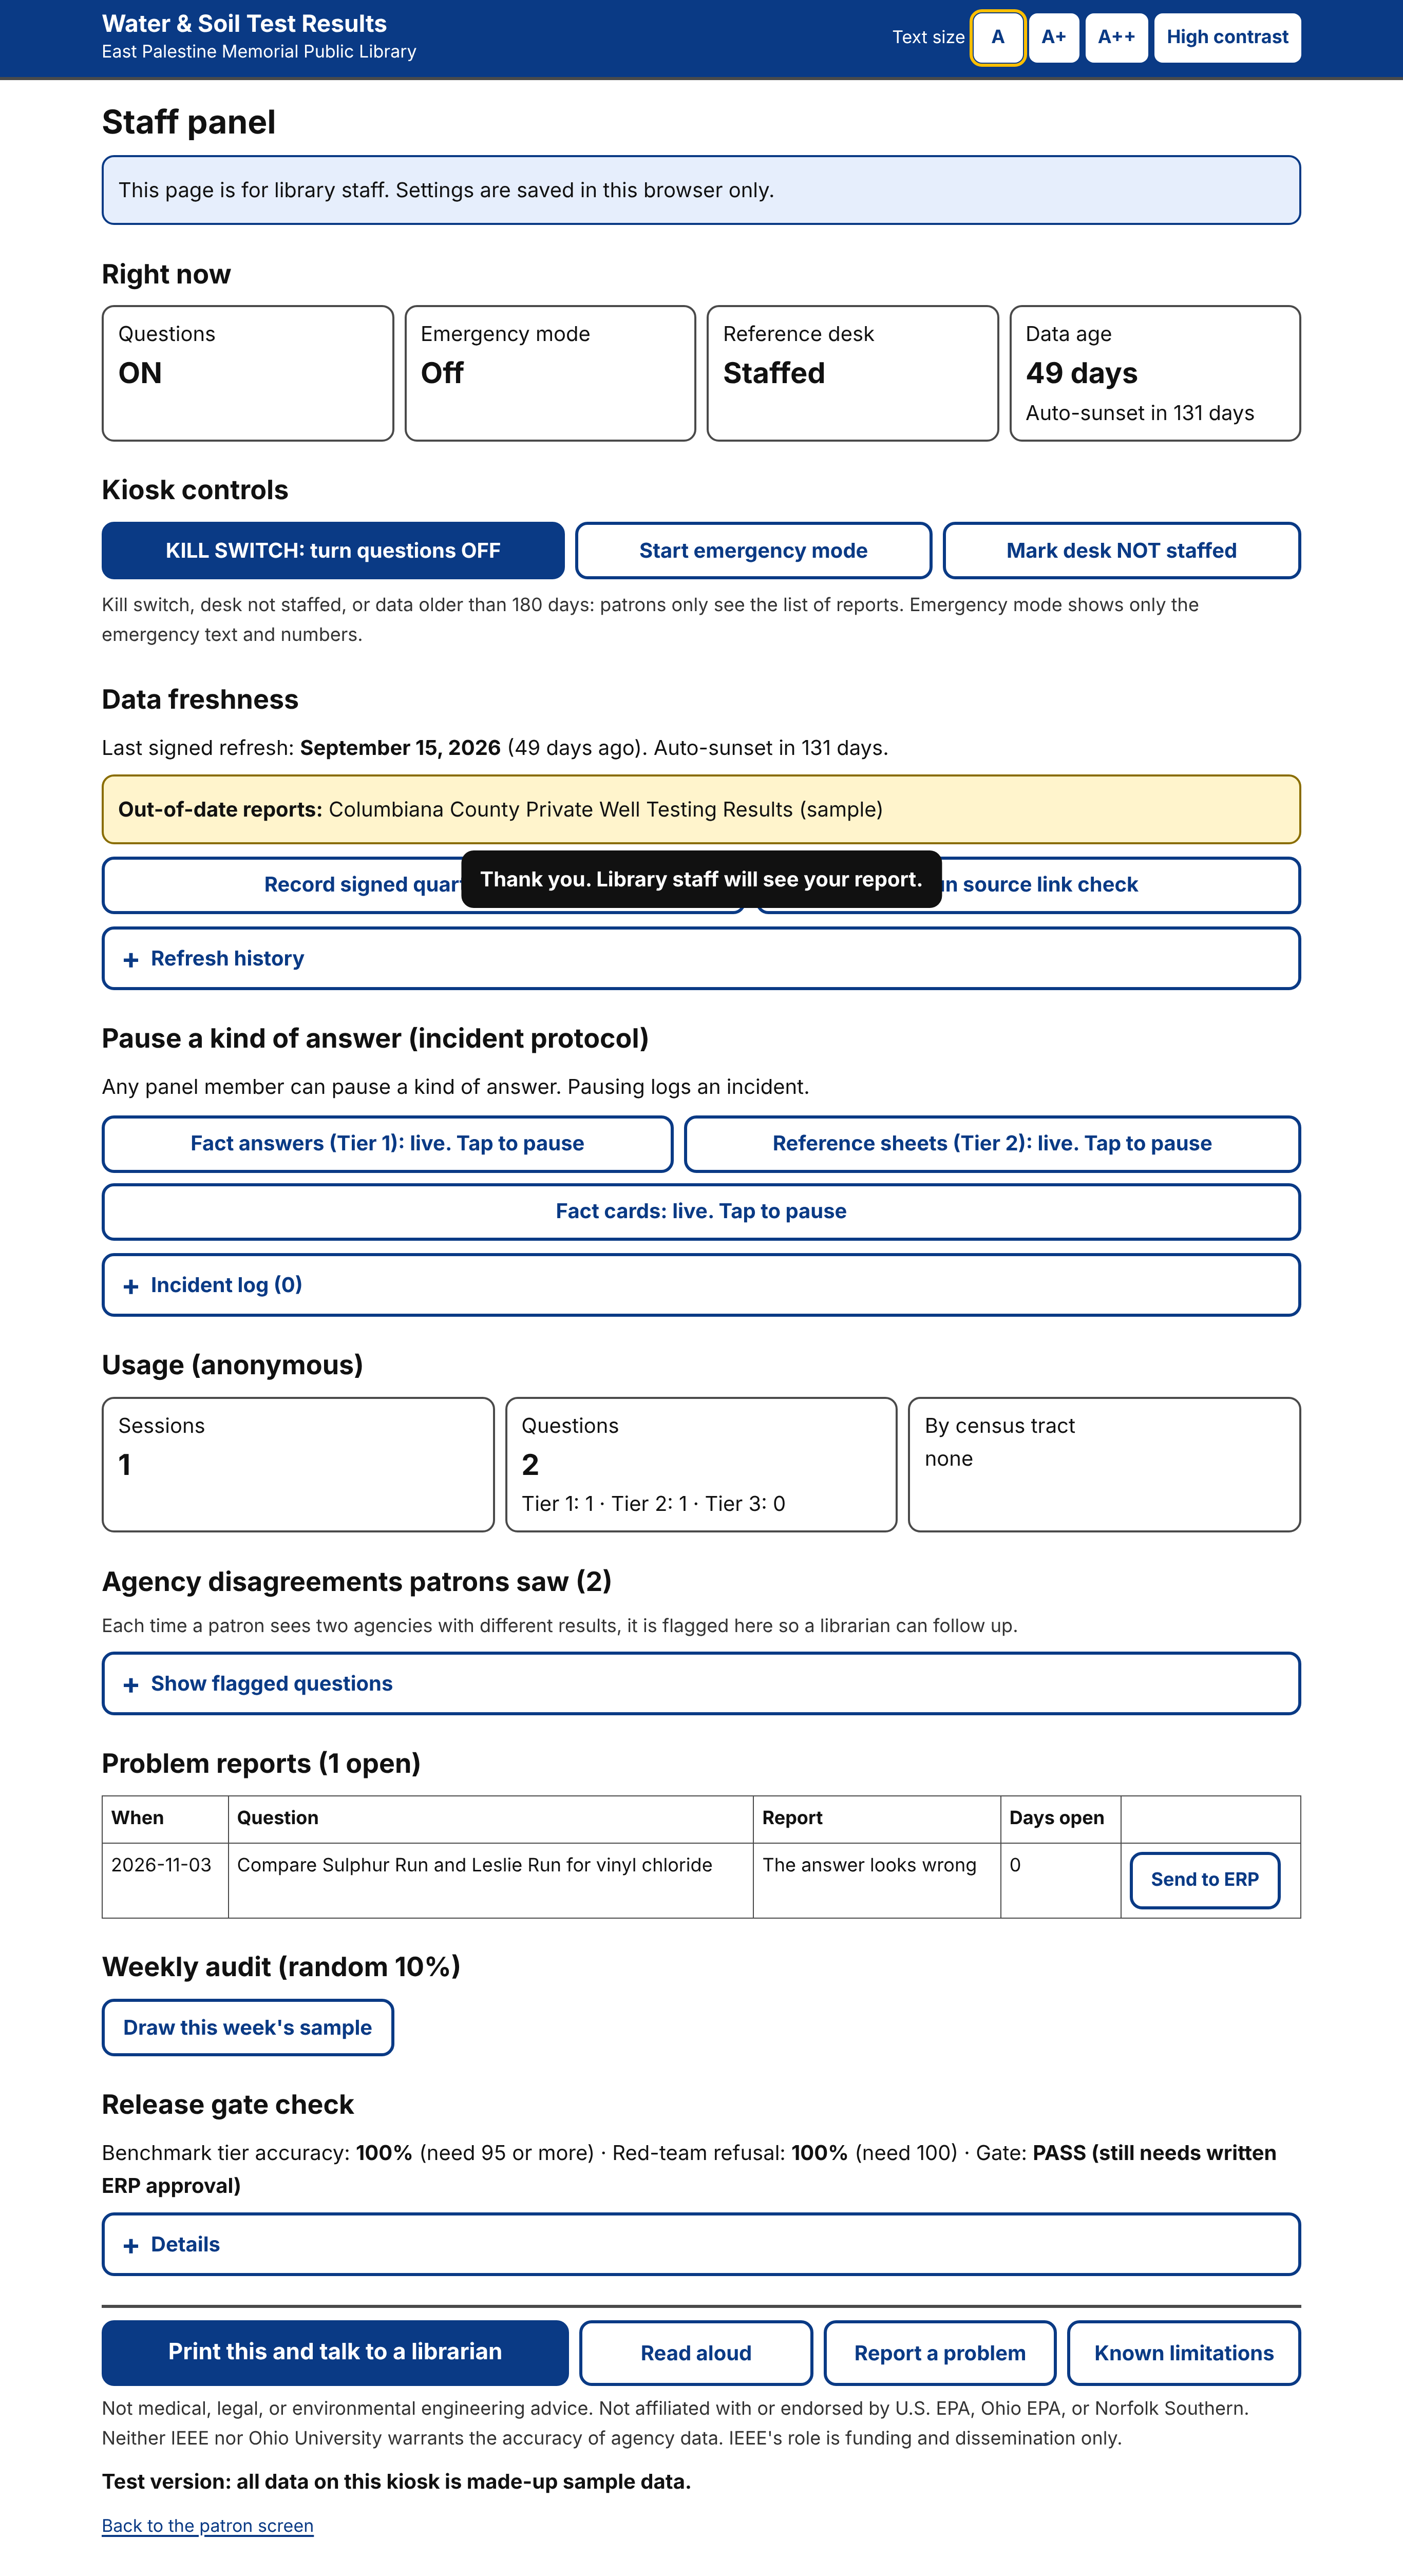 Water & Soil Test Results
East Palestine Memorial Public Library
Text size A A+ A++ High contrast
Staff panel
This page is for library staff. Settings are saved in this browser only.
Right now
Questions
ON
Emergency mode
Off
Reference desk
Staffed
Data age
49 days
Auto-sunset in 131 days
Kiosk controls
KILL SWITCH: turn questions OFF
Start emergency mode
Mark desk NOT staffed
Kill switch, desk not staffed, or data older than 180 days: patrons only see the list of reports. Emergency mode shows only the
emergency text and numbers.
Data freshness
Last signed refresh: September 15, 2026 (49 days ago). Auto-sunset in 131 days.
Out-of-date reports: Columbiana County Private Well Testing Results (sample)
Record signed
Thank you. Library staff will see your report.
source link check
+ Refresh history
Pause a kind of answer (incident protocol)
Any panel member can pause a kind of answer. Pausing logs an incident.
Fact answers (Tier 1): live. Tap to pause
Reference sheets (Tier 2): live. Tap to pause
Fact cards: live. Tap to pause
+ Incident log (0)
Usage (anonymous)
Sessions
1
Questions
2
Tier 1: 1 · Tier 2: 1 · Tier 3: 0
By census tract
none
Agency disagreements patrons saw (2)
Each time a patron sees two agencies with different results, it is flagged here so a librarian can follow up.
+ Show flagged questions
Problem reports (1 open)
When Question Report Days open
2026-11-03 Compare Sulphur Run and Leslie Run for vinyl chloride The answer looks wrong 0 Send to ERP
Weekly audit (random 10%)
Draw this week's sample
Release gate check
Benchmark tier accuracy: 100% (need 95 or more) · Red-team refusal: 100% (need 100) · Gate: PASS (still needs written
ERP approval)
+ Details
Print this and talk to a librarian
Read aloud
Report a problem
Known limitations
Not medical, legal, or environmental engineering advice. Not affiliated with or endorsed by U.S. EPA, Ohio EPA, or Norfolk Southern.
Neither IEEE nor Ohio University warrants the accuracy of agency data. IEEE's role is funding and dissemination only.
Test version: all data on this kiosk is made-up sample data.
Back to the patron screen